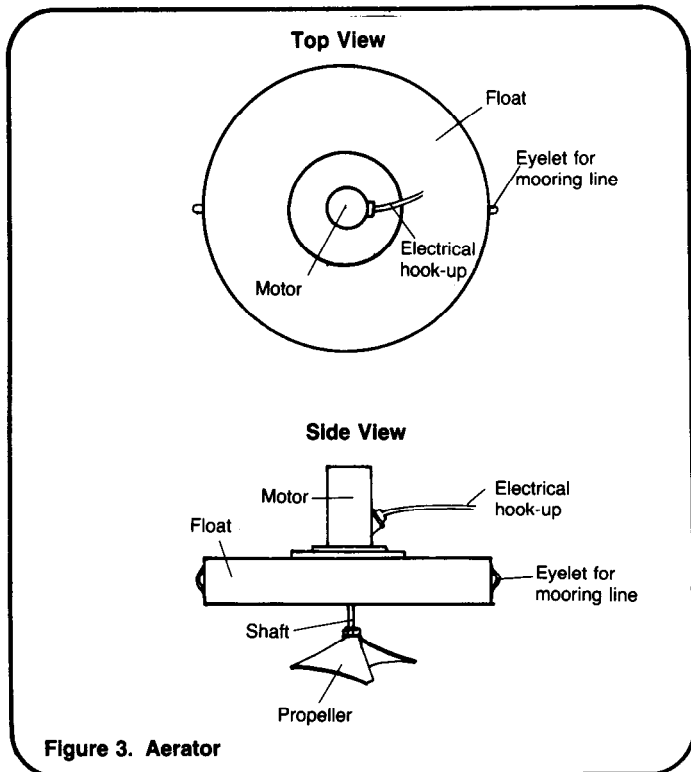 Top View
Float
Eyelet for
mooring line
Electrical
hook-up
Motor
Side View
Motor
Electrical
hook-up
Float
Eyelet for
mooring line
Shaft
Propeller
Figure 3. Aerator